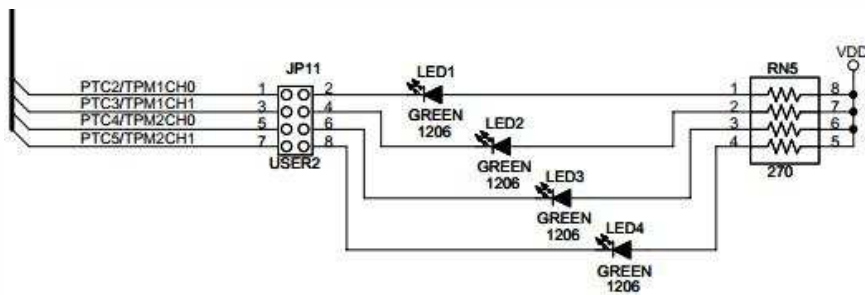 VDD
JP11
LED1
RN5
PTC2/TPM1CH0 1 2 1 8
PTC3/TPM1CH1 3 4 GREEN 2 7
1206 LED2
PTC4/TPM2CH0 5 6 3 6
PTC5/TPM2CH1 7 8 4 5
USER2 GREEN 270
1206 LED3
GREEN
1206 LED4
GREEN
1206